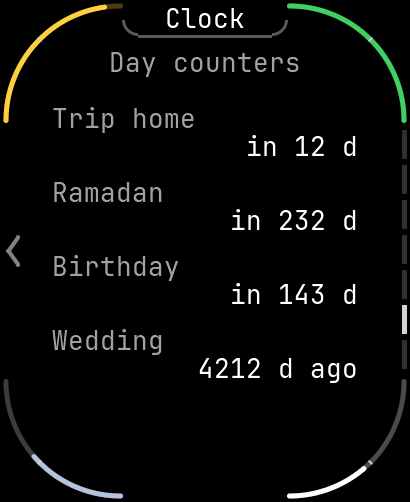 Clock
Day counters
Trip home
in 12 d
Ramadan
in 232 d
Birthday
in 143 d
Wedding
4212 d ago